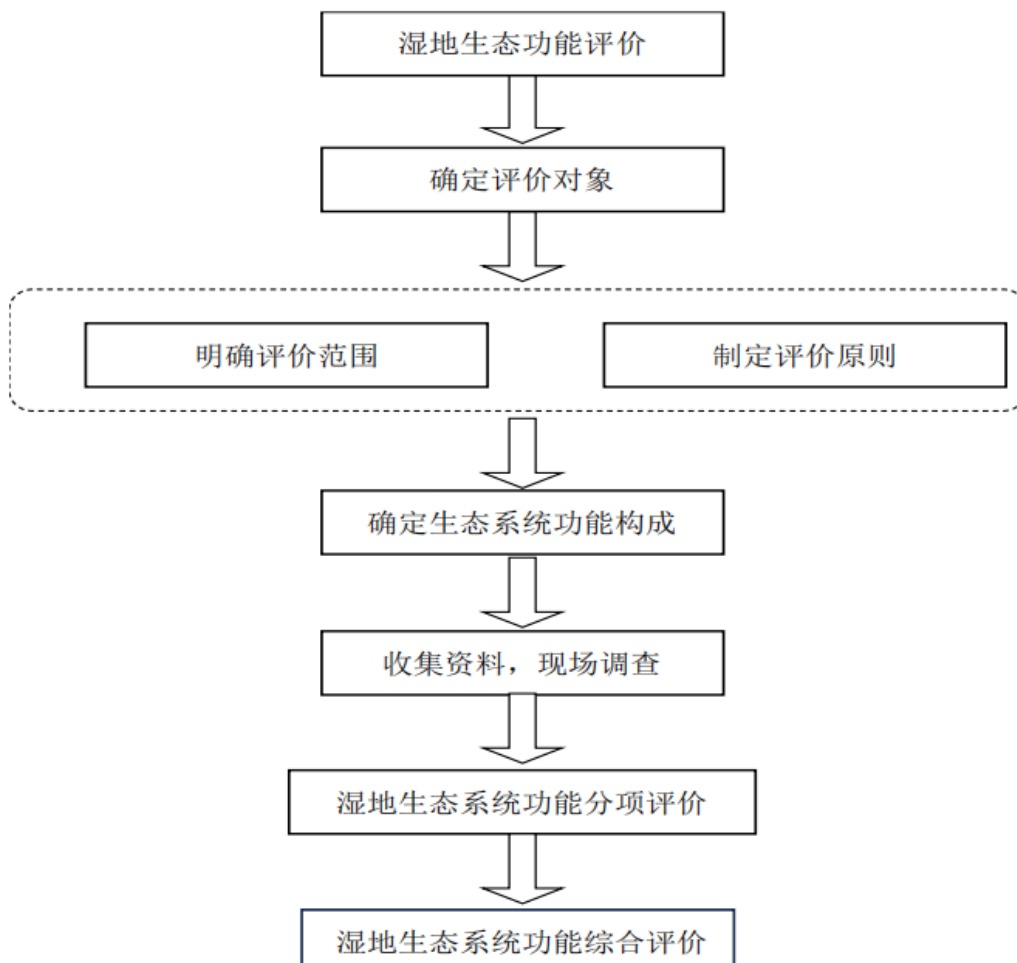 湿地生态功能评价
确定评价对象
明确评价范围
制定评价原则
确定生态系统功能构成
收集资料，现场调查
湿地生态系统功能分项评价
湿地生态系统功能综合评价